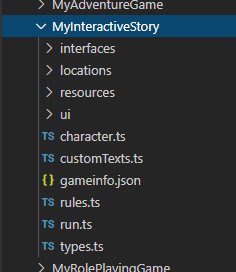 MyAdventureGame
MyInteractiveStory
interfaces
locations
resources
ui
TS character.ts
TS customTexts.ts
{} gameinfo.json
TS rules.ts
TS run.ts
TS types.ts
MyRolePlayingGame